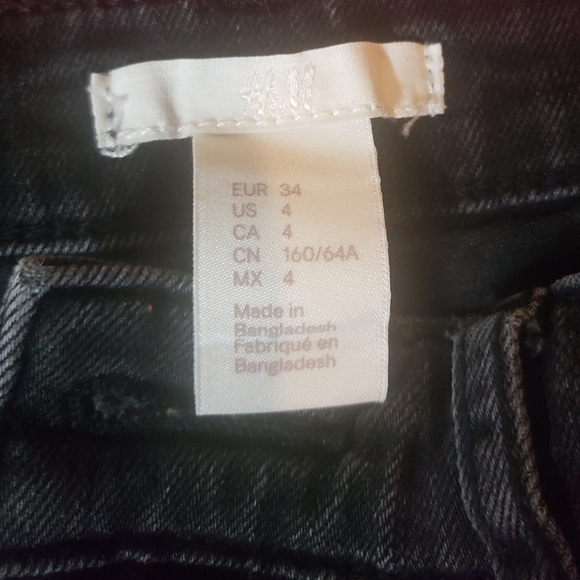 H&M
EUR 34
US 4
CA 4
CN 160/64A
MX 4
Made in
Bangladesh
Fabriqué en
Bangladesh